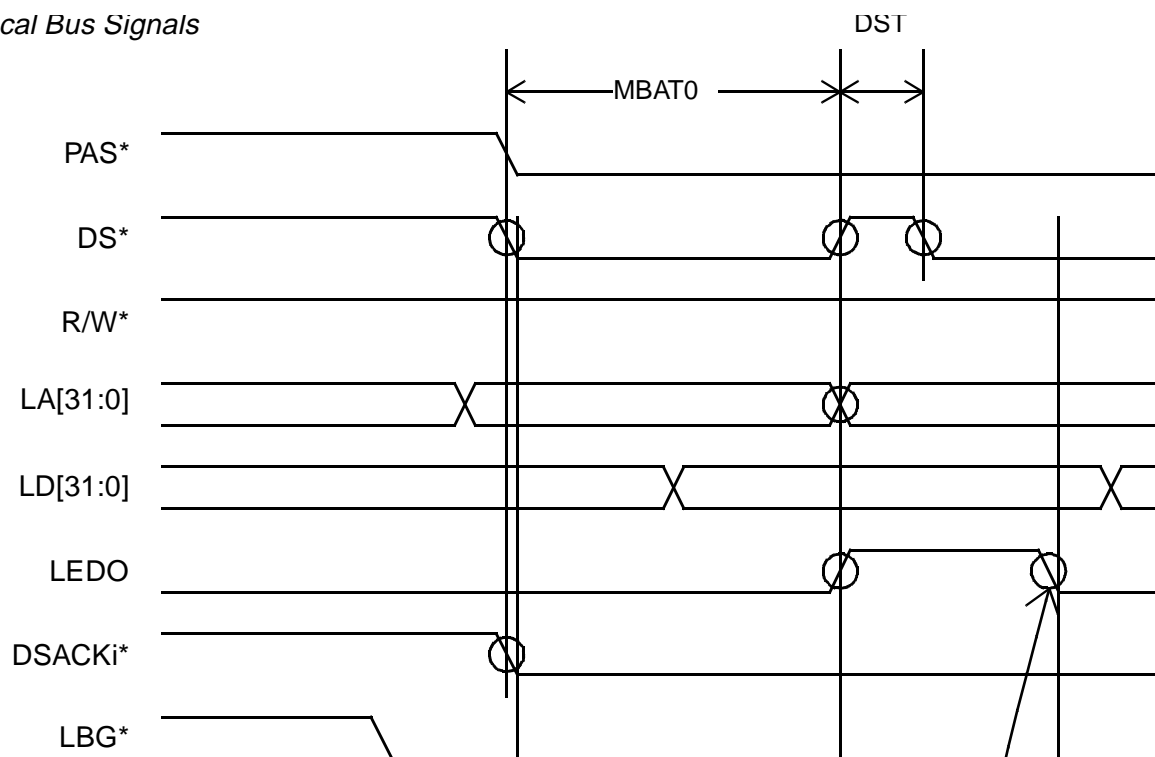 cal Bus Signals
DST
MBAT0
PAS*
DS*
R/W*
LA[31:0]
LD[31:0]
LEDO
DSACKi*
LBG*